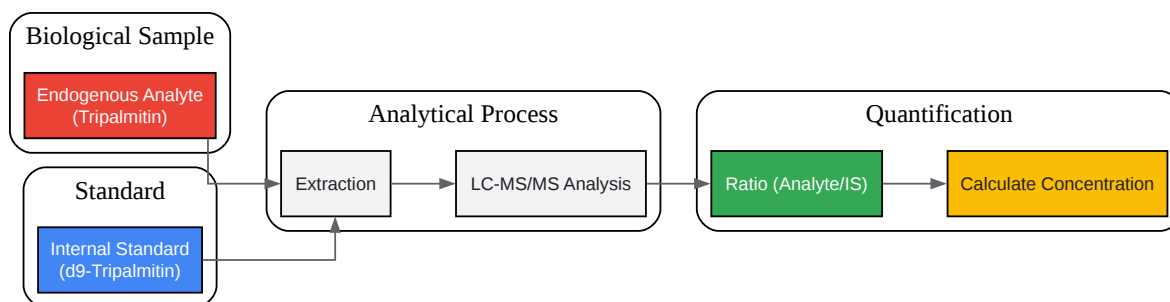 Biological Sample
Endogenous Analyte
(Tripalmitin)
Standard
Internal Standard
(d9-Tripalmitin)
Analytical Process
Extraction
LC-MS/MS Analysis
Quantification
Ratio (Analyte/IS)
Calculate Concentration